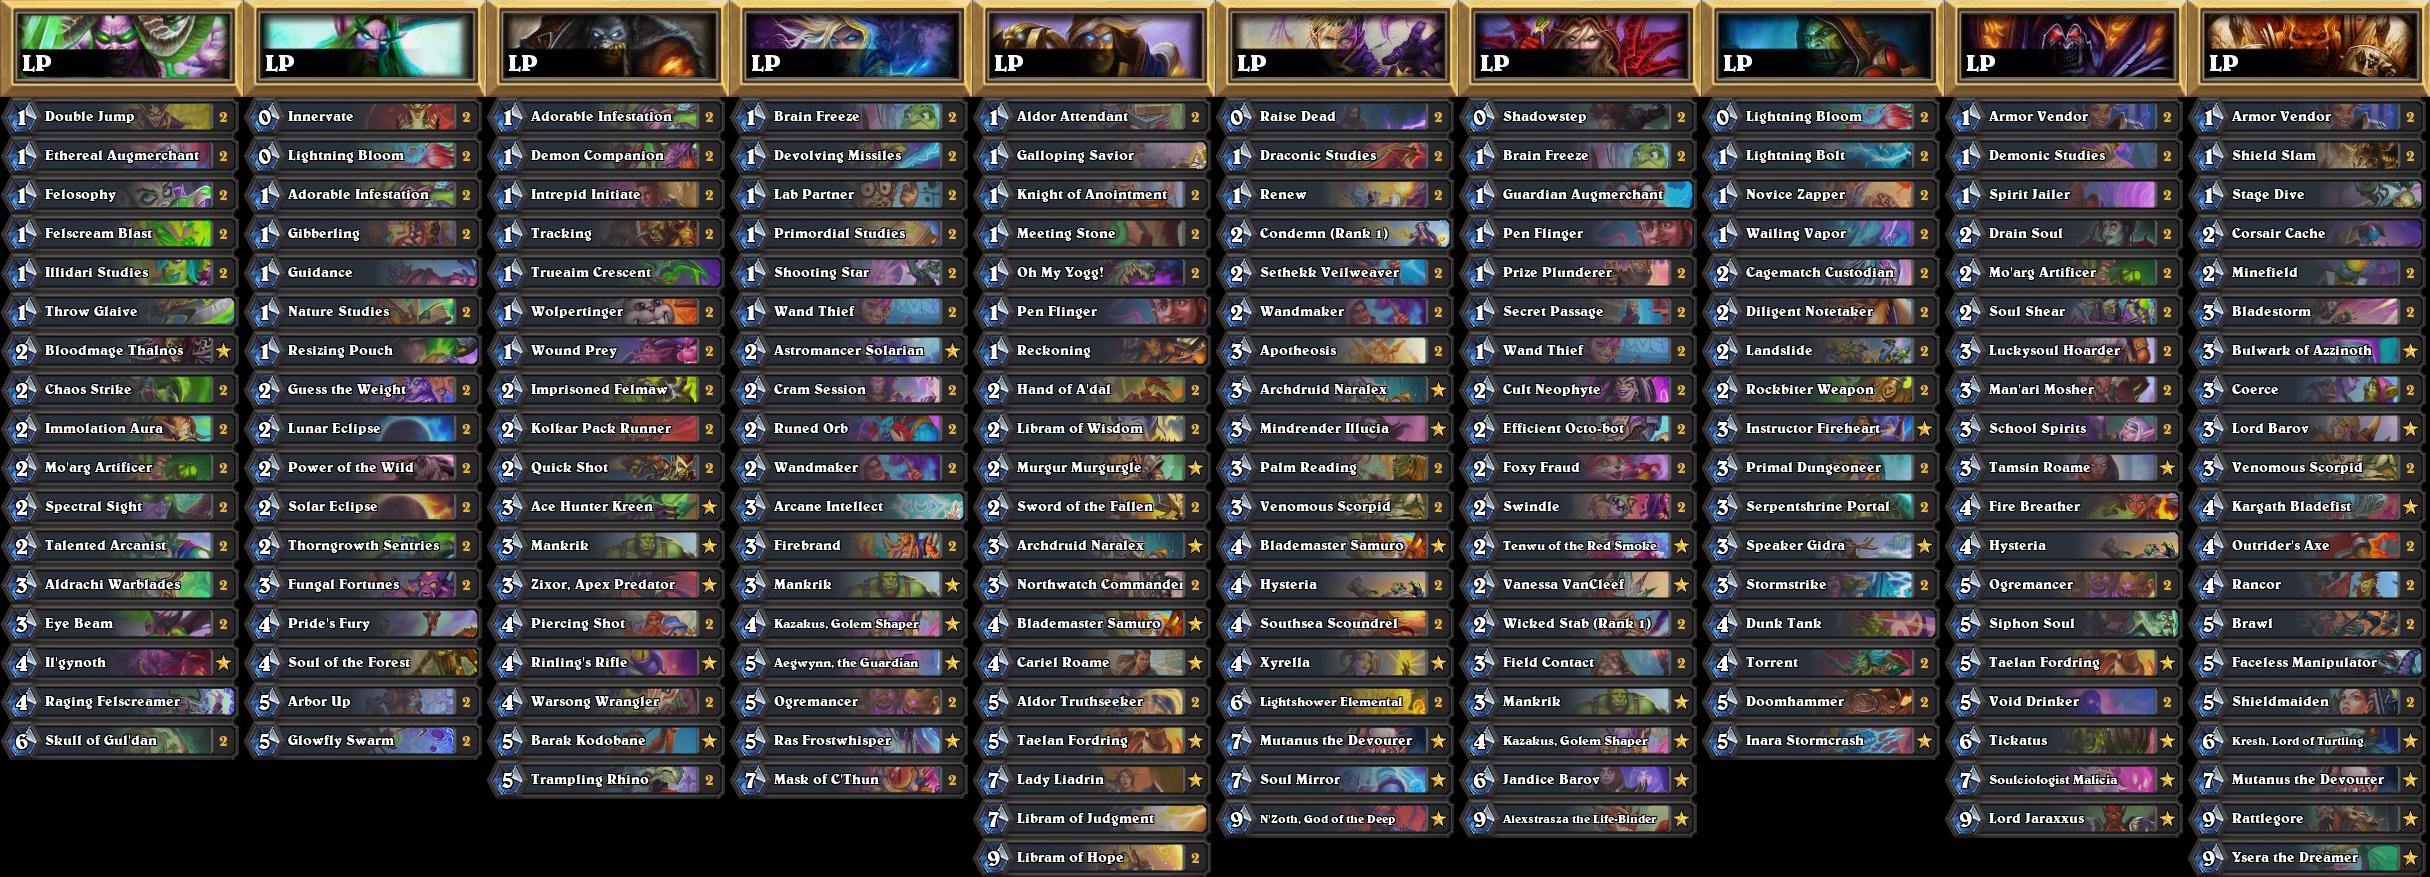 LP
1 Double Jump 2
1 Ethereal Augmerchant 2
1 Felosophy 2
1 Felscream Blast 2
1 Illidari Studies 2
1 Throw Glaive
2 Bloodmage Thalnos
2 Chaos Strike 2
2 Immolation Aura 2
2 Mo'arg Artificer 2
2 Spectral Sight 2
2 Talented Arcanist 2
3 Aldrachi Warblades 2
3 Eye Beam 2
4 Il'gynoth
4 Raging Felscreamer
6 Skull of Gul'dan 2
LP
0 Innervate 2
0 Lightning Bloom 2
1 Adorable Infestation 2
1 Gibberling 2
1 Guidance
1 Nature Studies 2
1 Resizing Pouch
2 Guess the Weight 2
2 Lunar Eclipse 2
2 Power of the Wild 2
2 Solar Eclipse 2
2 Thorngrowth Sentries 2
3 Fungal Fortunes 2
4 Pride's Fury
4 Soul of the Forest
5 Arbor Up 2
5 Glowfly Swarm 2
LP
1 Adorable Infestation 2
1 Demon Companion 2
1 Intrepid Initiate 2
1 Tracking 2
1 Trueaim Crescent
1 Wolpertinger 2
1 Wound Prey 2
2 Imprisoned Felmaw 2
2 Kolkar Pack Runner 2
2 Quick Shot 2
3 Ace Hunter Kreen
3 Mankrik
3 Zixor, Apex Predator
4 Piercing Shot 2
4 Rinling's Rifle
4 Warsong Wrangler 2
5 Barak Kodobane
5 Trampling Rhino 2
LP
1 Brain Freeze 2
1 Devolving Missiles 2
1 Lab Partner 2
1 Primordial Studies 2
1 Shooting Star 2
1 Wand Thief 2
2 Astromancer Solarian
2 Cram Session 2
2 Runed Orb 2
2 Wandmaker 2
3 Arcane Intellect
3 Firebrand 2
3 Mankrik
4 Kazakus, Golem Shaper
5 Aegwynn, the Guardian
5 Ogremancer 2
5 Ras Frostwhisper
7 Mask of C'Thun 2
LP
1 Aldor Attendant 2
1 Galloping Savior
1 Knight of Anointment 2
1 Meeting Stone 2
1 Oh My Yogg! 2
1 Pen Flinger
1 Reckoning
2 Hand of A'dal 2
2 Libram of Wisdom 2
2 Murgur Murgurgle
2 Sword of the Fallen 2
3 Archdruid Naralex
3 Northwatch Commander 2
4 Blademaster Samuro
4 Cariel Roame
5 Aldor Truthseeker 2
5 Taelan Fordring
7 Lady Liadrin
7 Libram of Judgment
9 Libram of Hope 2
LP
0 Raise Dead 2
1 Draconic Studies 2
1 Renew 2
2 Condemn (Rank 1)
2 Sethekk Veilweaver 2
2 Wandmaker 2
3 Apotheosis 2
3 Archdruid Naralex
3 Mindrender Illucia
3 Palm Reading 2
3 Venomous Scorpid 2
4 Blademaster Samuro
4 Hysteria 2
4 Southsea Scoundrel 2
4 Xyrella
6 Lightshower Elemental 2
7 Mutanus the Devourer
7 Soul Mirror
9 N'Zoth, God of the Deep
LP
0 Shadowstep 2
1 Brain Freeze 2
1 Guardian Augmerchant
1 Pen Flinger
1 Prize Plunderer 2
1 Secret Passage 2
1 Wand Thief 2
2 Cult Neophyte 2
2 Efficient Octo-bot 2
2 Foxy Fraud 2
2 Swindle 2
2 Tenwu of the Red Smoke
2 Vanessa VanCleef
2 Wicked Stab (Rank 1) 2
3 Field Contact 2
3 Mankrik
4 Kazakus, Golem Shaper
6 Jandice Barov
9 Alexstrasza the Life-Binder
LP
0 Lightning Bloom 2
1 Lightning Bolt 2
1 Novice Zapper 2
1 Wailing Vapor 2
2 Cagematch Custodian 2
2 Diligent Notetaker 2
2 Landslide 2
2 Rockbiter Weapon 2
3 Instructor Fireheart
3 Primal Dungeoneer 2
3 Serpentshrine Portal 2
3 Speaker Gidra
3 Stormstrike 2
4 Dunk Tank
4 Torrent 2
5 Doomhammer 2
5 Inara Stormcrash
LP
1 Armor Vendor 2
1 Demonic Studies 2
1 Spirit Jailer 2
2 Drain Soul 2
2 Mo'arg Artificer 2
2 Soul Shear 2
3 Luckysoul Hoarder 2
3 Man'ari Mosher 2
3 School Spirits 2
3 Tamsin Roame
4 Fire Breather
4 Hysteria
5 Ogremancer 2
5 Siphon Soul
5 Taelan Fordring
5 Void Drinker 2
6 Tickatus
7 Soulciologist Malicia
9 Lord Jaraxxus
LP
1 Armor Vendor 2
1 Shield Slam 2
1 Stage Dive
2 Corsair Cache
2 Minefield 2
3 Bladestorm 2
3 Bulwark of Azzinoth
3 Coerce 2
3 Lord Barov
3 Venomous Scorpid 2
4 Kargath Bladefist
4 Outrider's Axe 2
4 Rancor 2
5 Brawl 2
5 Faceless Manipulator
5 Shieldmaiden 2
6 Kresh, Lord of Turtling
7 Mutanus the Devourer
9 Rattlegore
9 Ysera the Dreamer